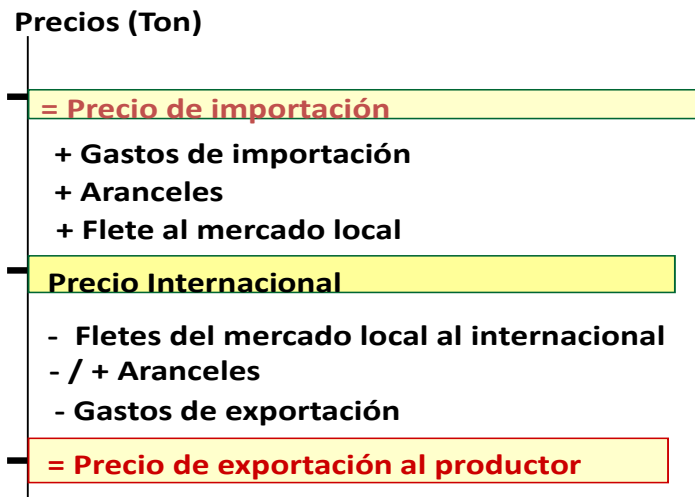 Precios (Ton)
= Precio de importación
+ Gastos de importación
+ Aranceles
+ Flete al mercado local
Precio Internacional
- Fletes del mercado local al internacional
- / + Aranceles
- Gastos de exportación
= Precio de exportación al productor